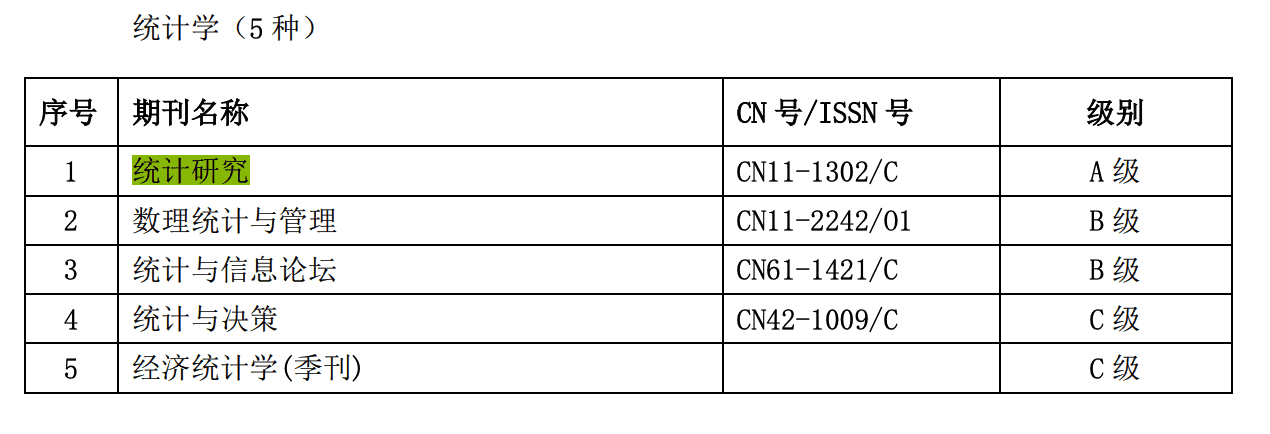 统计学（5 种）
序号 期刊名称 CN 号/ISSN 号 级别
1 统计研究 CN11-1302/C A 级
2 数理统计与管理 CN11-2242/O1 B 级
3 统计与信息论坛 CN61-1421/C B 级
4 统计与决策 CN42-1009/C C 级
5 经济统计学(季刊) C 级